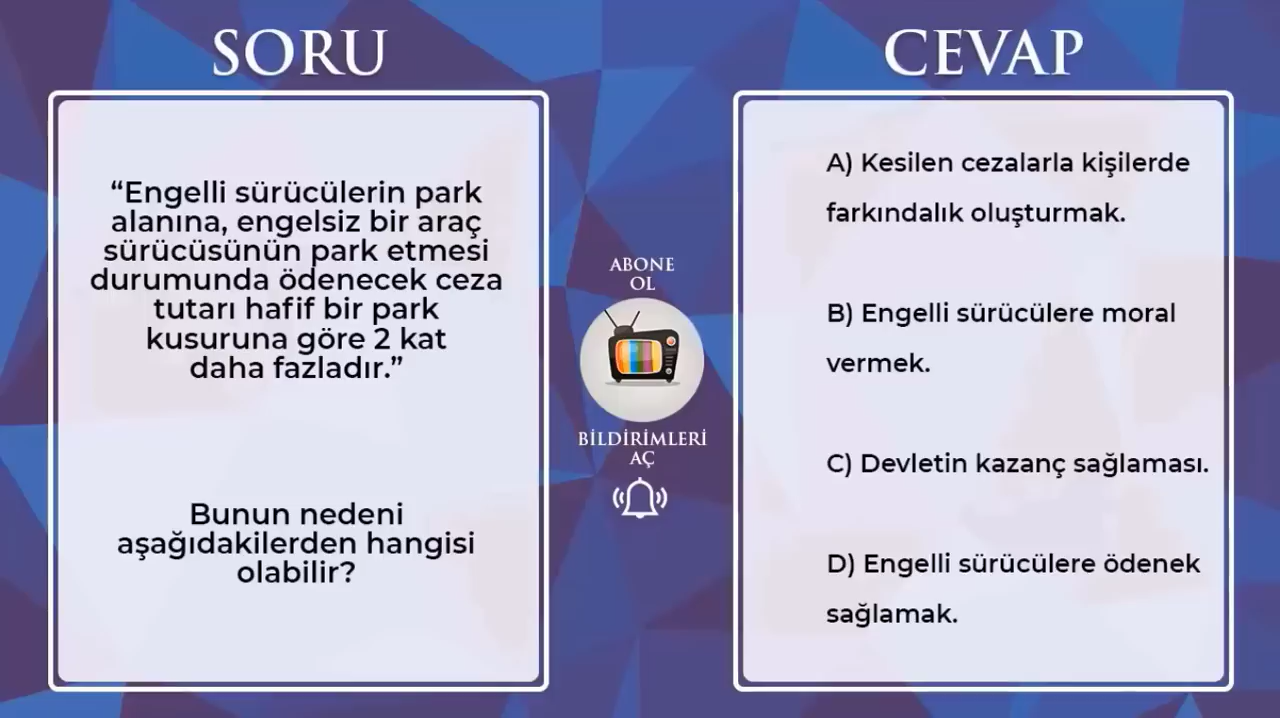 SORU
“Engelli sürücülerin park
alanına, engelsiz bir araç
sürücüsünün park etmesi
durumunda ödenecek ceza
tutarı hafif bir park
kusuruna göre 2 kat
daha fazladır.”
Bunun nedeni
aşağıdakilerden hangisi
olabilir?
ABONE
OL
BİLDİRİMLERİ
AÇ
CEVAP
A) Kesilen cezalarla kişilerde
farkındalık oluşturmak.
B) Engelli sürücülere moral
vermek.
C) Devletin kazanç sağlaması.
D) Engelli sürücülere ödenek
sağlamak.